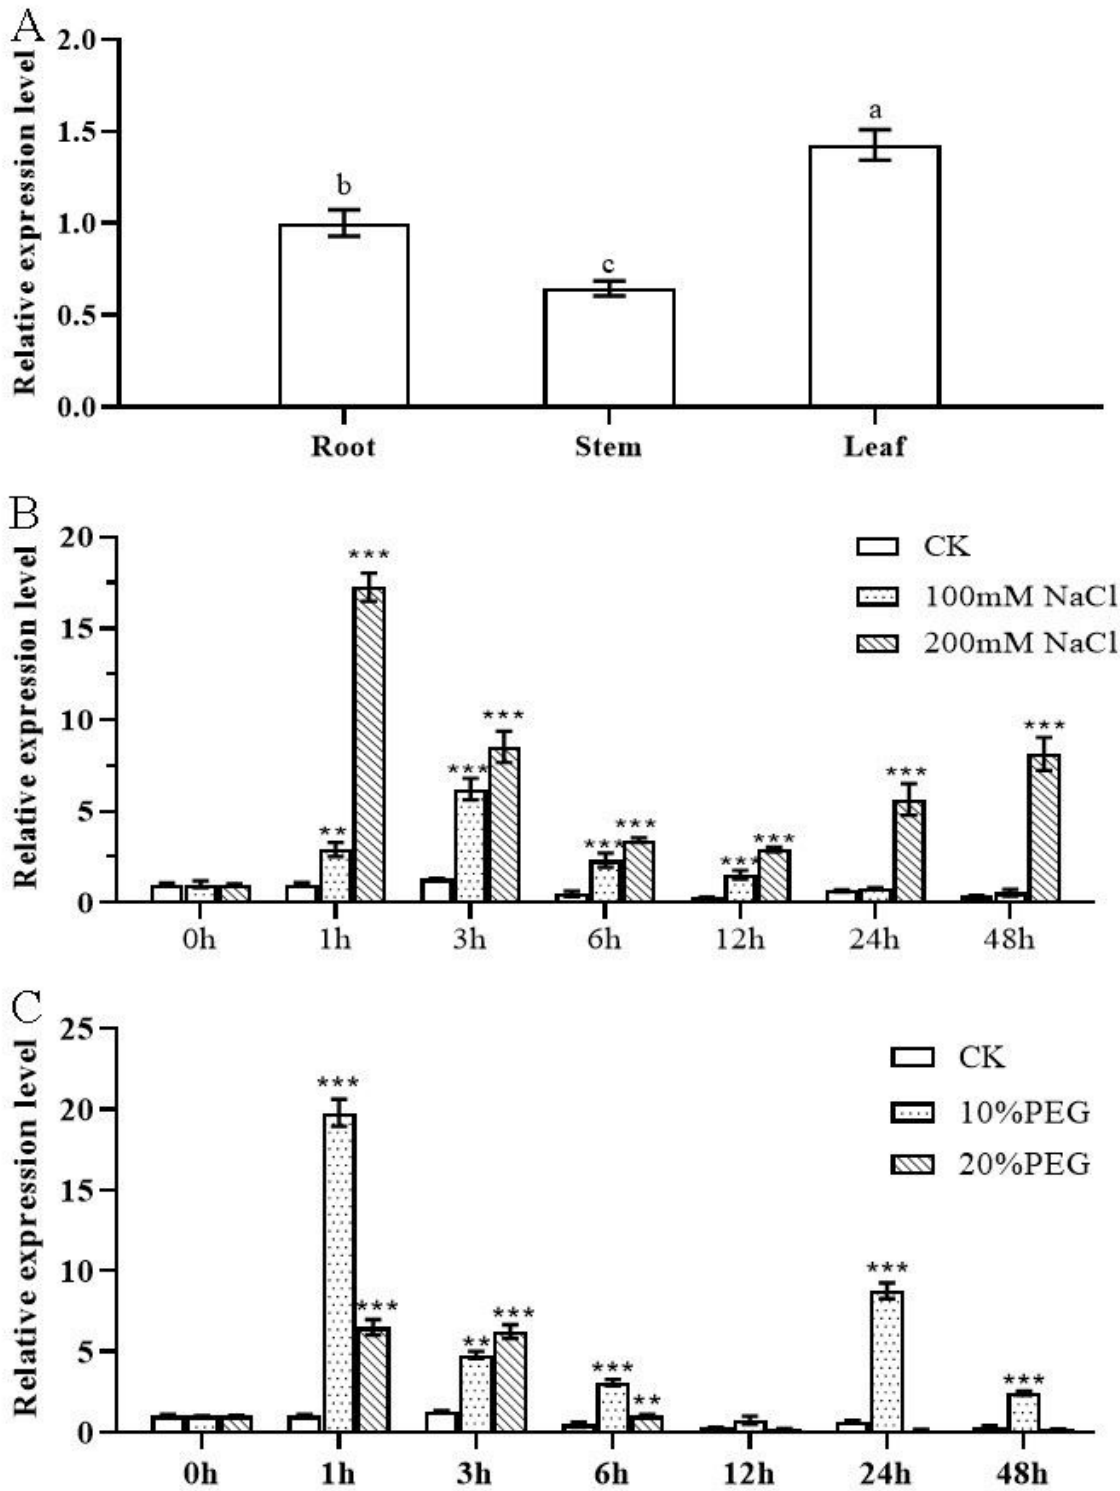 A
Relative expression level
2.0
1.5
1.0
0.5
0.0
b
c
a
Root Stem Leaf
B
Relative expression level
20
15
10
5
0
CK
100mM NaCl
200mM NaCl
** ***
*** ***
*** ***
*** ***
***
***
0h 1h 3h 6h 12h 24h 48h
C
Relative expression level
25
20
15
10
5
0
CK
10%PEG
20%PEG
*** ***
** ***
*** **
***
***
0h 1h 3h 6h 12h 24h 48h